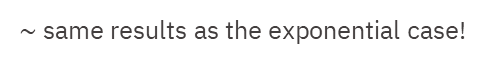 ~ same results as the exponential case!